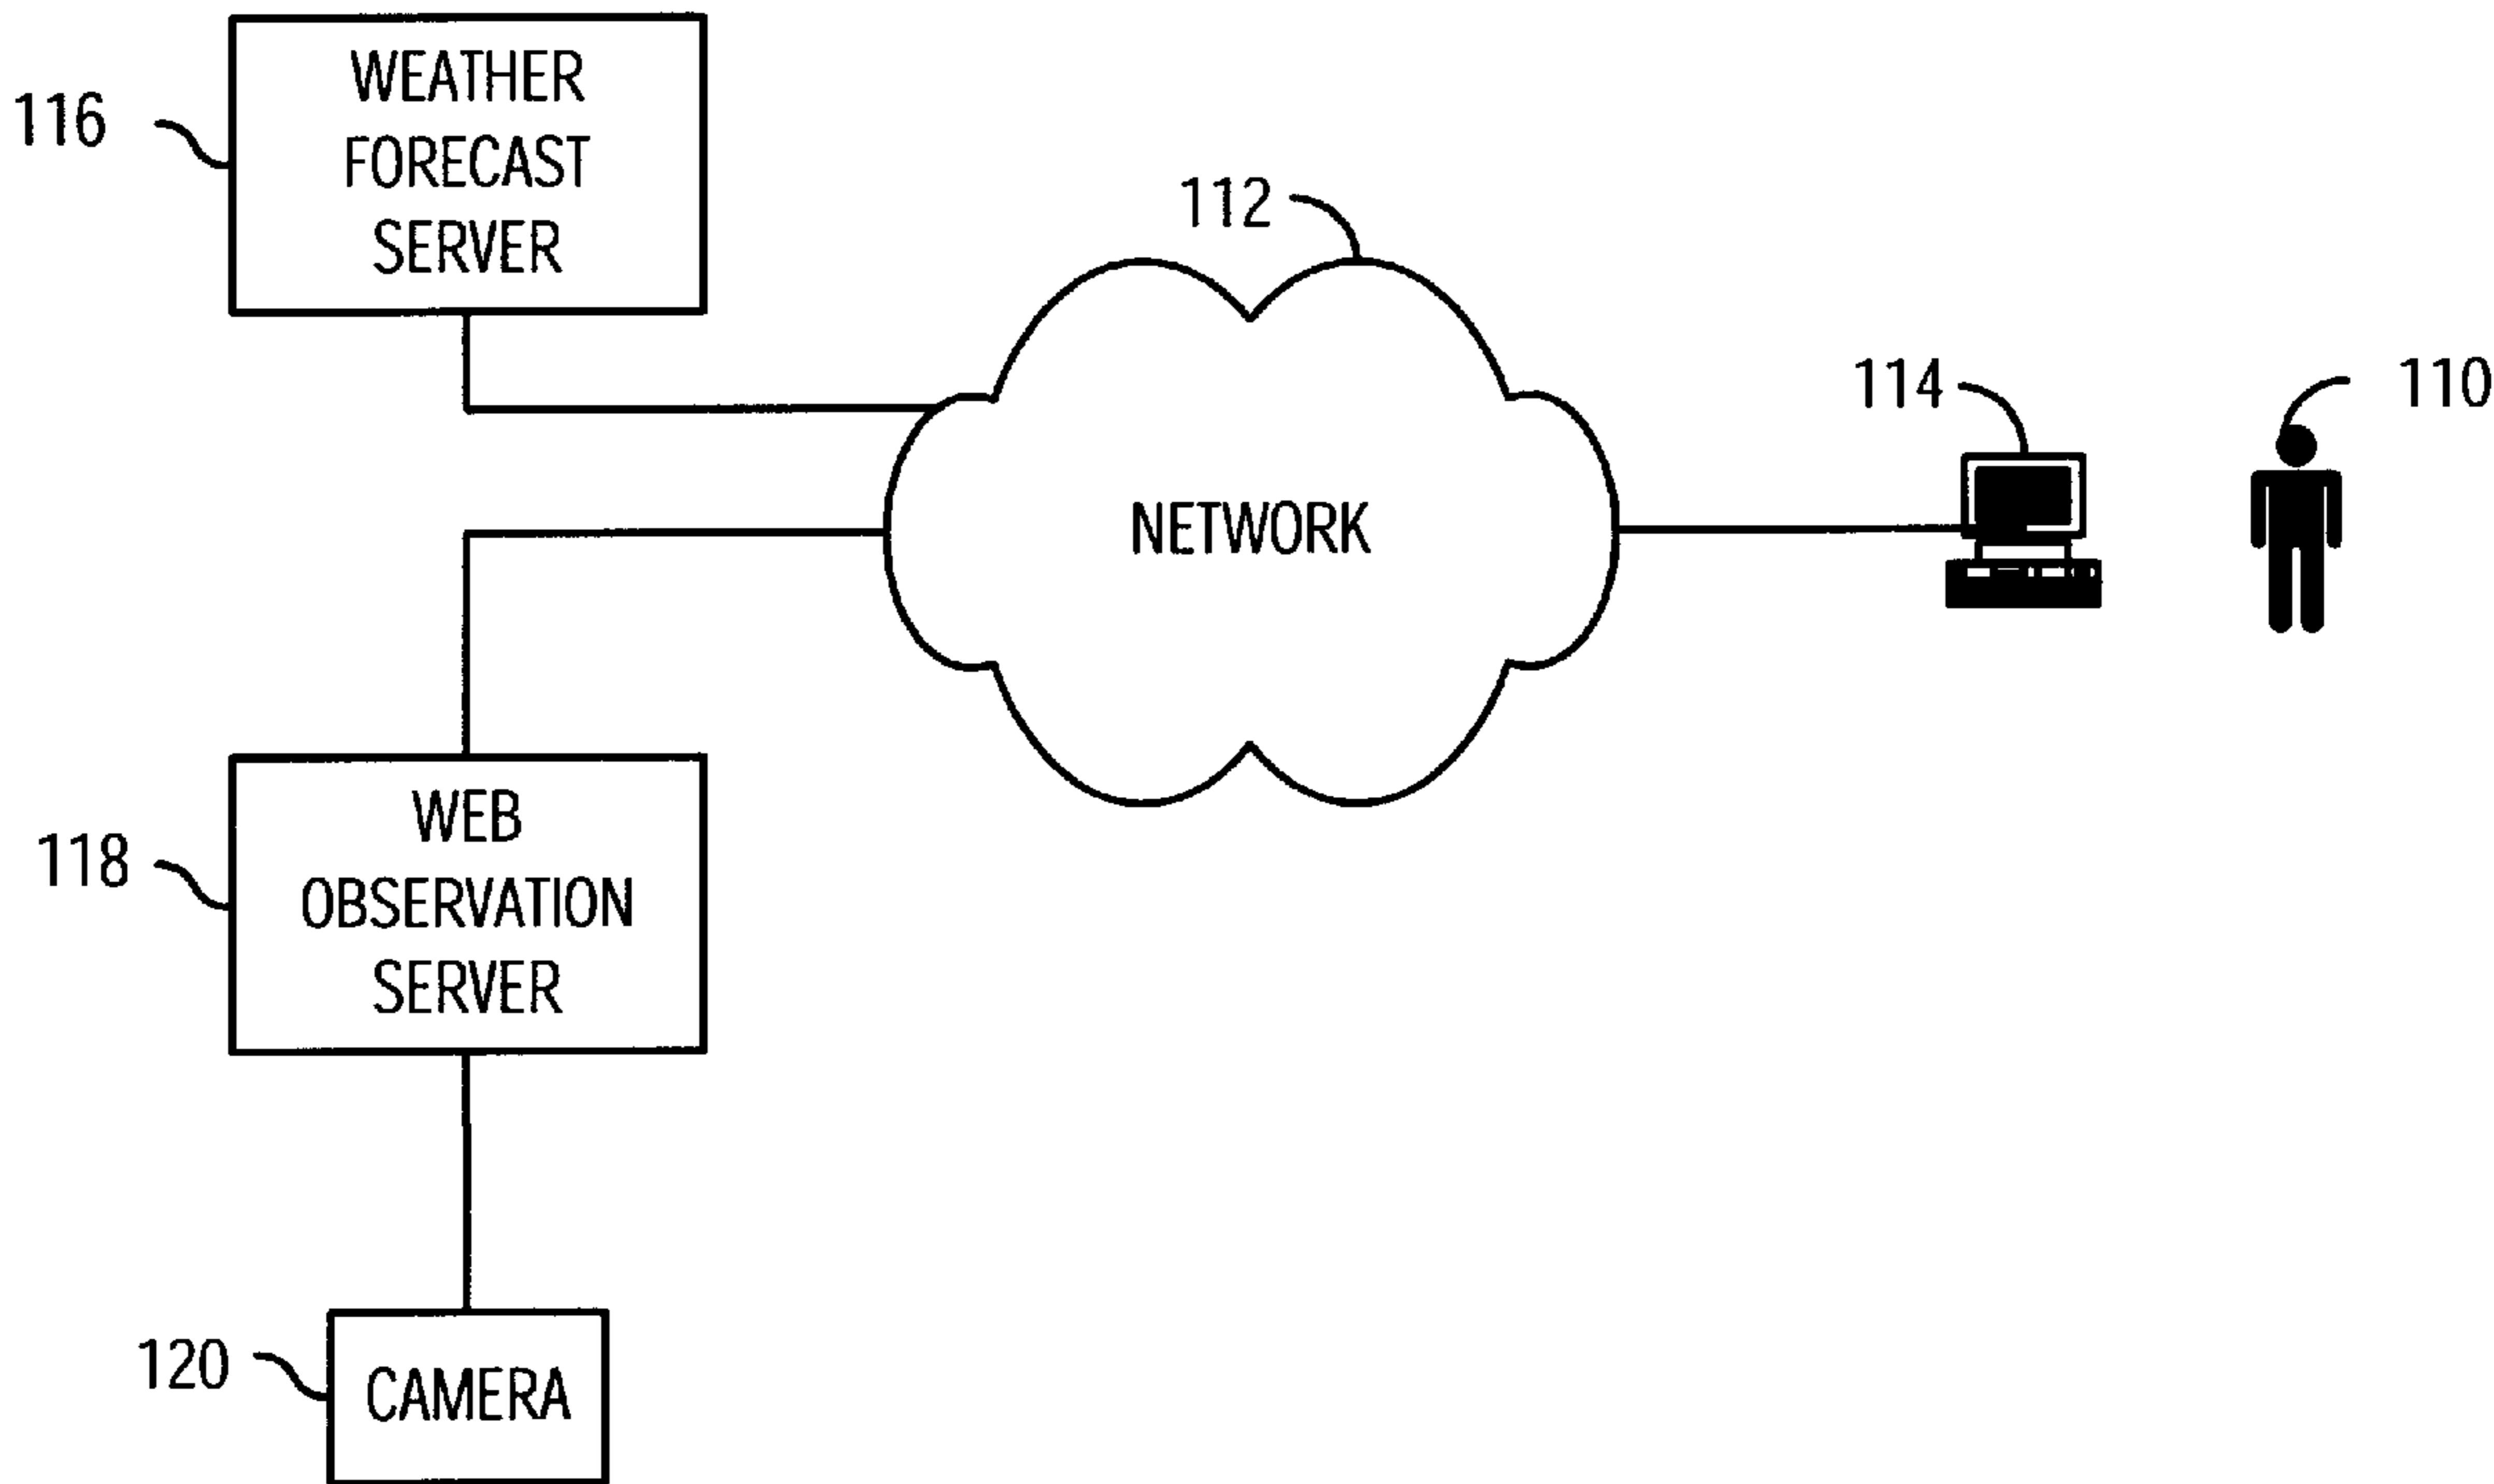 116
WEATHER
FORECAST
SERVER
112
NETWORK
114
110
118
WEB
OBSERVATION
SERVER
120
CAMERA